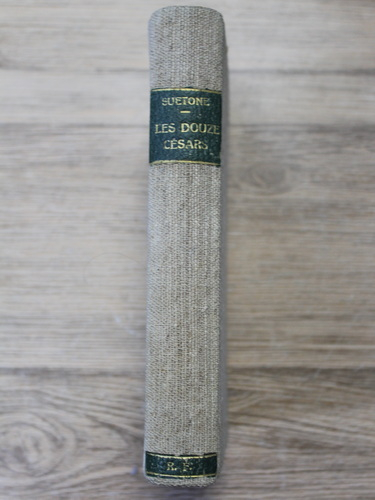 SUETONE
LES DOUZE
CÉSARS
R. F.